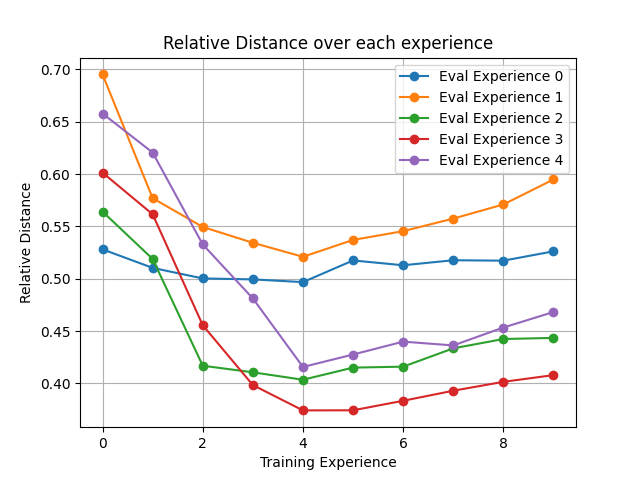 Relative Distance over each experience
0.70
0.65
0.60
0.55
0.50
0.45
0.40
Relative Distance
Eval Experience 0
Eval Experience 1
Eval Experience 2
Eval Experience 3
Eval Experience 4
0 2 4 6 8
Training Experience